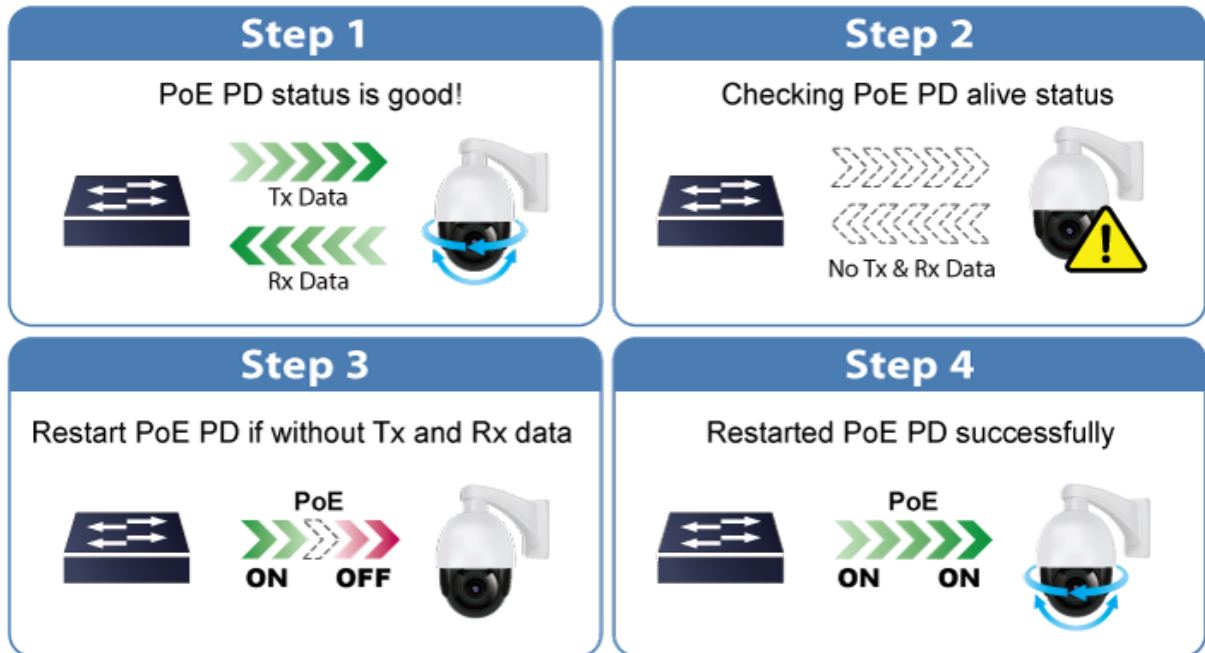 Step 1
PoE PD status is good!
Tx Data
Rx Data
Step 2
Checking PoE PD alive status
No Tx & Rx Data
Step 3
Restart PoE PD if without Tx and Rx data
PoE
ON OFF
Step 4
Restarted PoE PD successfully
PoE
ON ON